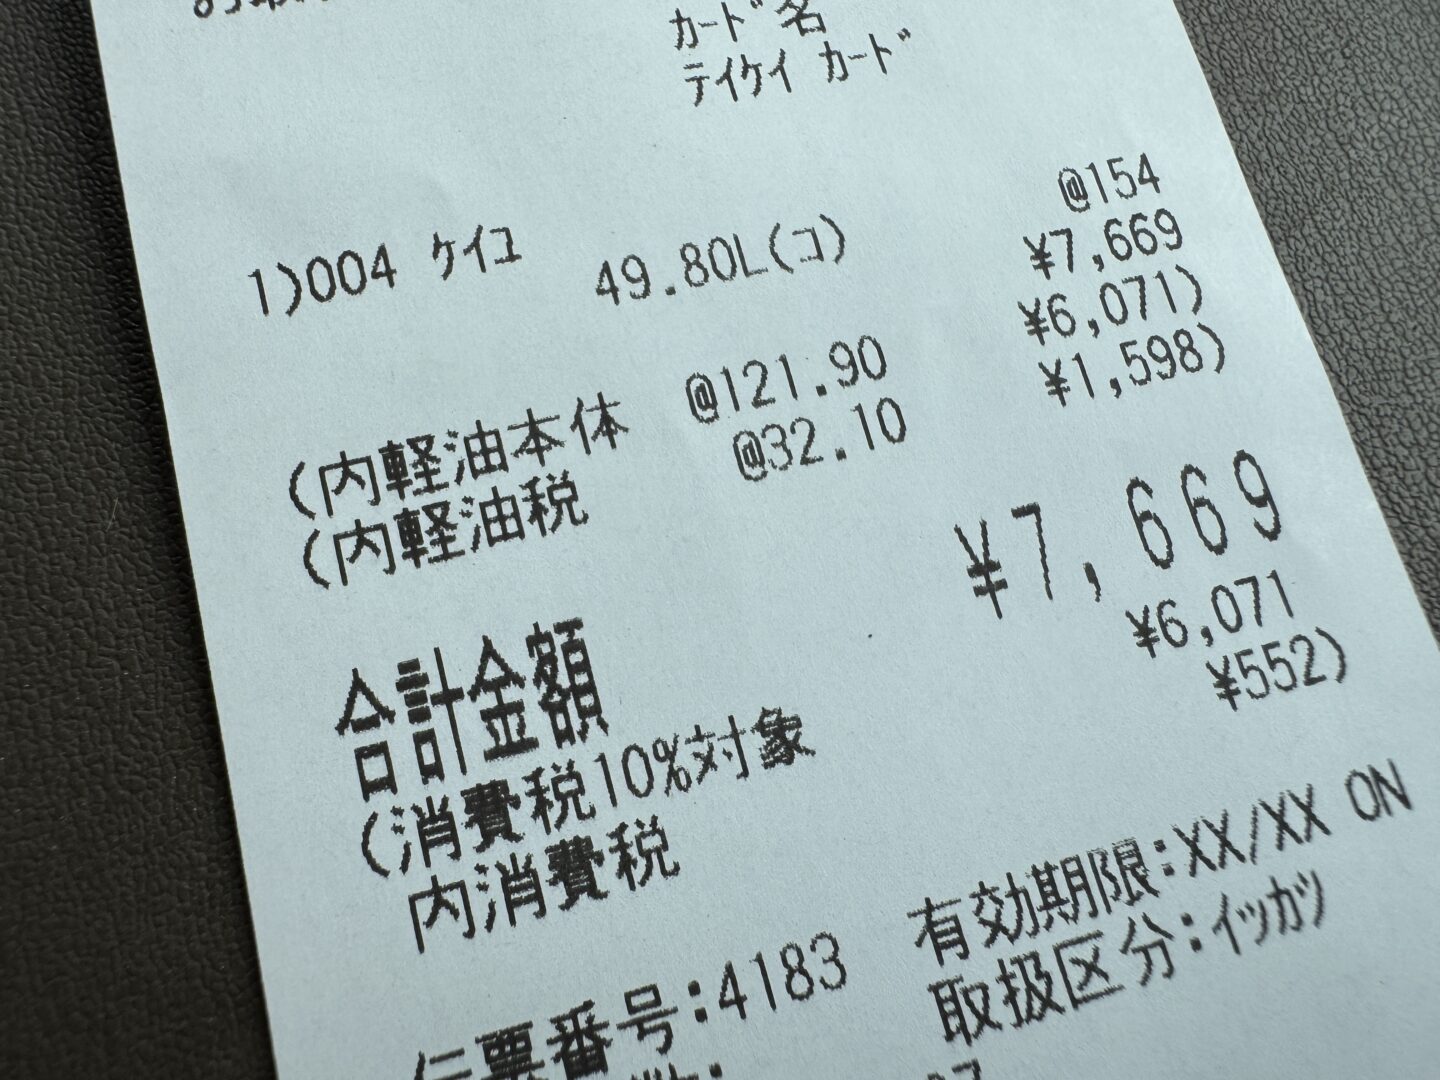 カード名
テイケイ カード
1)004 ケイユ @154
49.80L(コ) ¥7,669
(内軽油本体 @121.90 ¥6,071)
(内軽油税 @32.10 ¥1,598)
合計金額 ¥7,669
(消費税10%対象 ¥6,071
内消費税 ¥552)
有効期限:XX/XX ON
伝票番号:4183 取扱区分:イッカツ